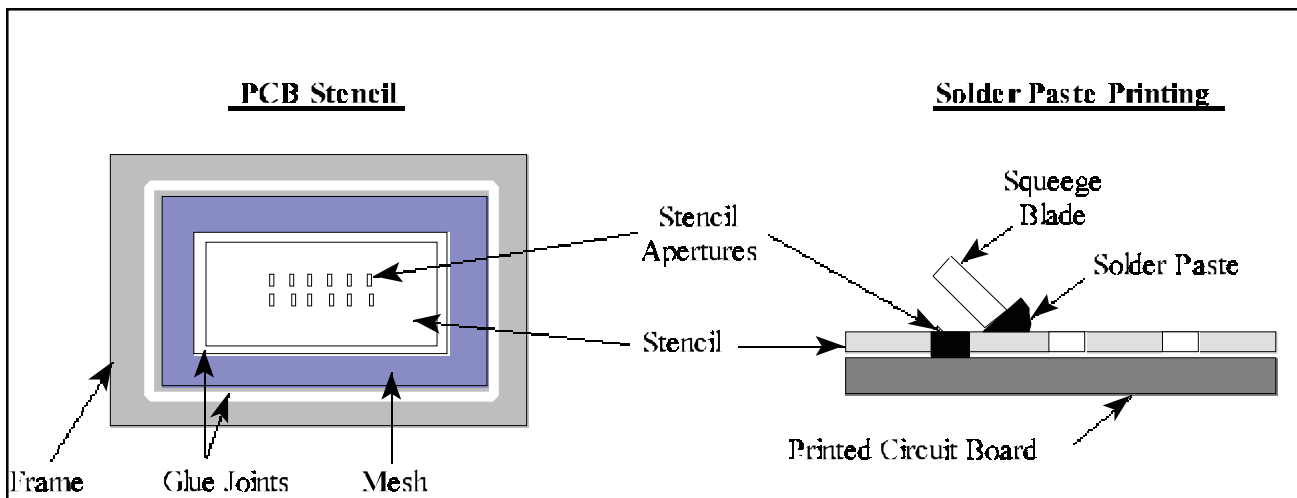 PCB Stencil
Solder Paste Printing
Squeege
Blade
Stencil
Apertures
Solder Paste
Stencil
Printed Circuit Board
Frame
Glue Joints
Mesh